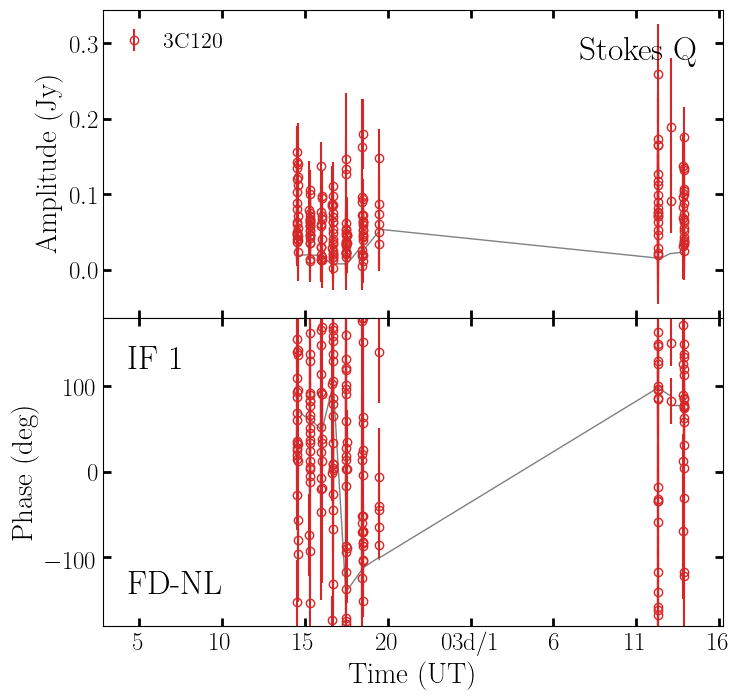 3C120
Stokes Q
0.3
0.2
0.1
0.0
Amplitude (Jy)
IF 1
100
0
−100
Phase (deg)
FD-NL
5 10 15 20 03d/1 6 11 16
Time (UT)